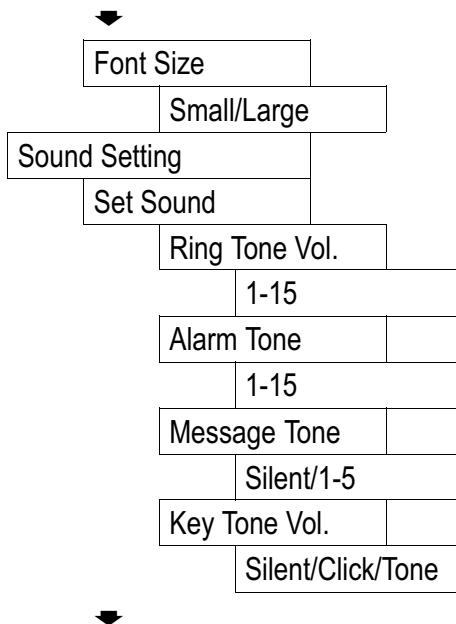 Font Size
Small/Large
Sound Setting
Set Sound
Ring Tone Vol.
1-15
Alarm Tone
1-15
Message Tone
Silent/1-5
Key Tone Vol.
Silent/Click/Tone